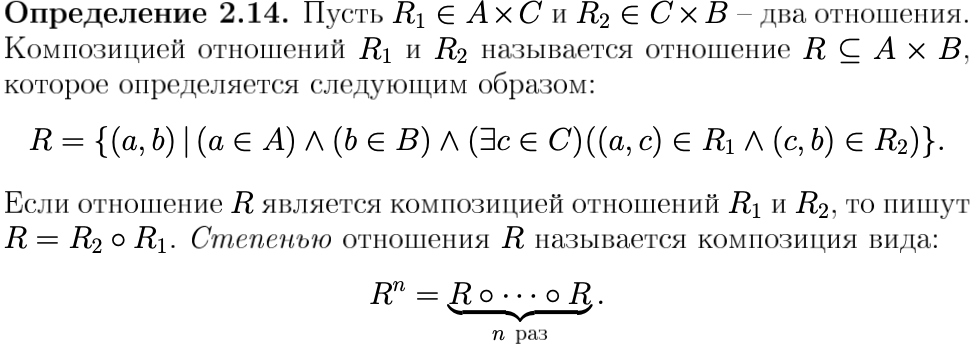 Определение 2.14. Пусть R₁ ∈ A×C и R₂ ∈ C×B – два отношения.
Композицией отношений R₁ и R₂ называется отношение R ⊆ A × B,
которое определяется следующим образом:
R = {(a, b) | (a ∈ A) ∧ (b ∈ B) ∧ (∃c ∈ C)((a, c) ∈ R₁ ∧ (c, b) ∈ R₂)}.
Если отношение R является композицией отношений R₁ и R₂, то пишут
R = R₂ ∘ R₁. Степенью отношения R называется композиция вида:
Rⁿ = R ∘ ··· ∘ R.
n раз